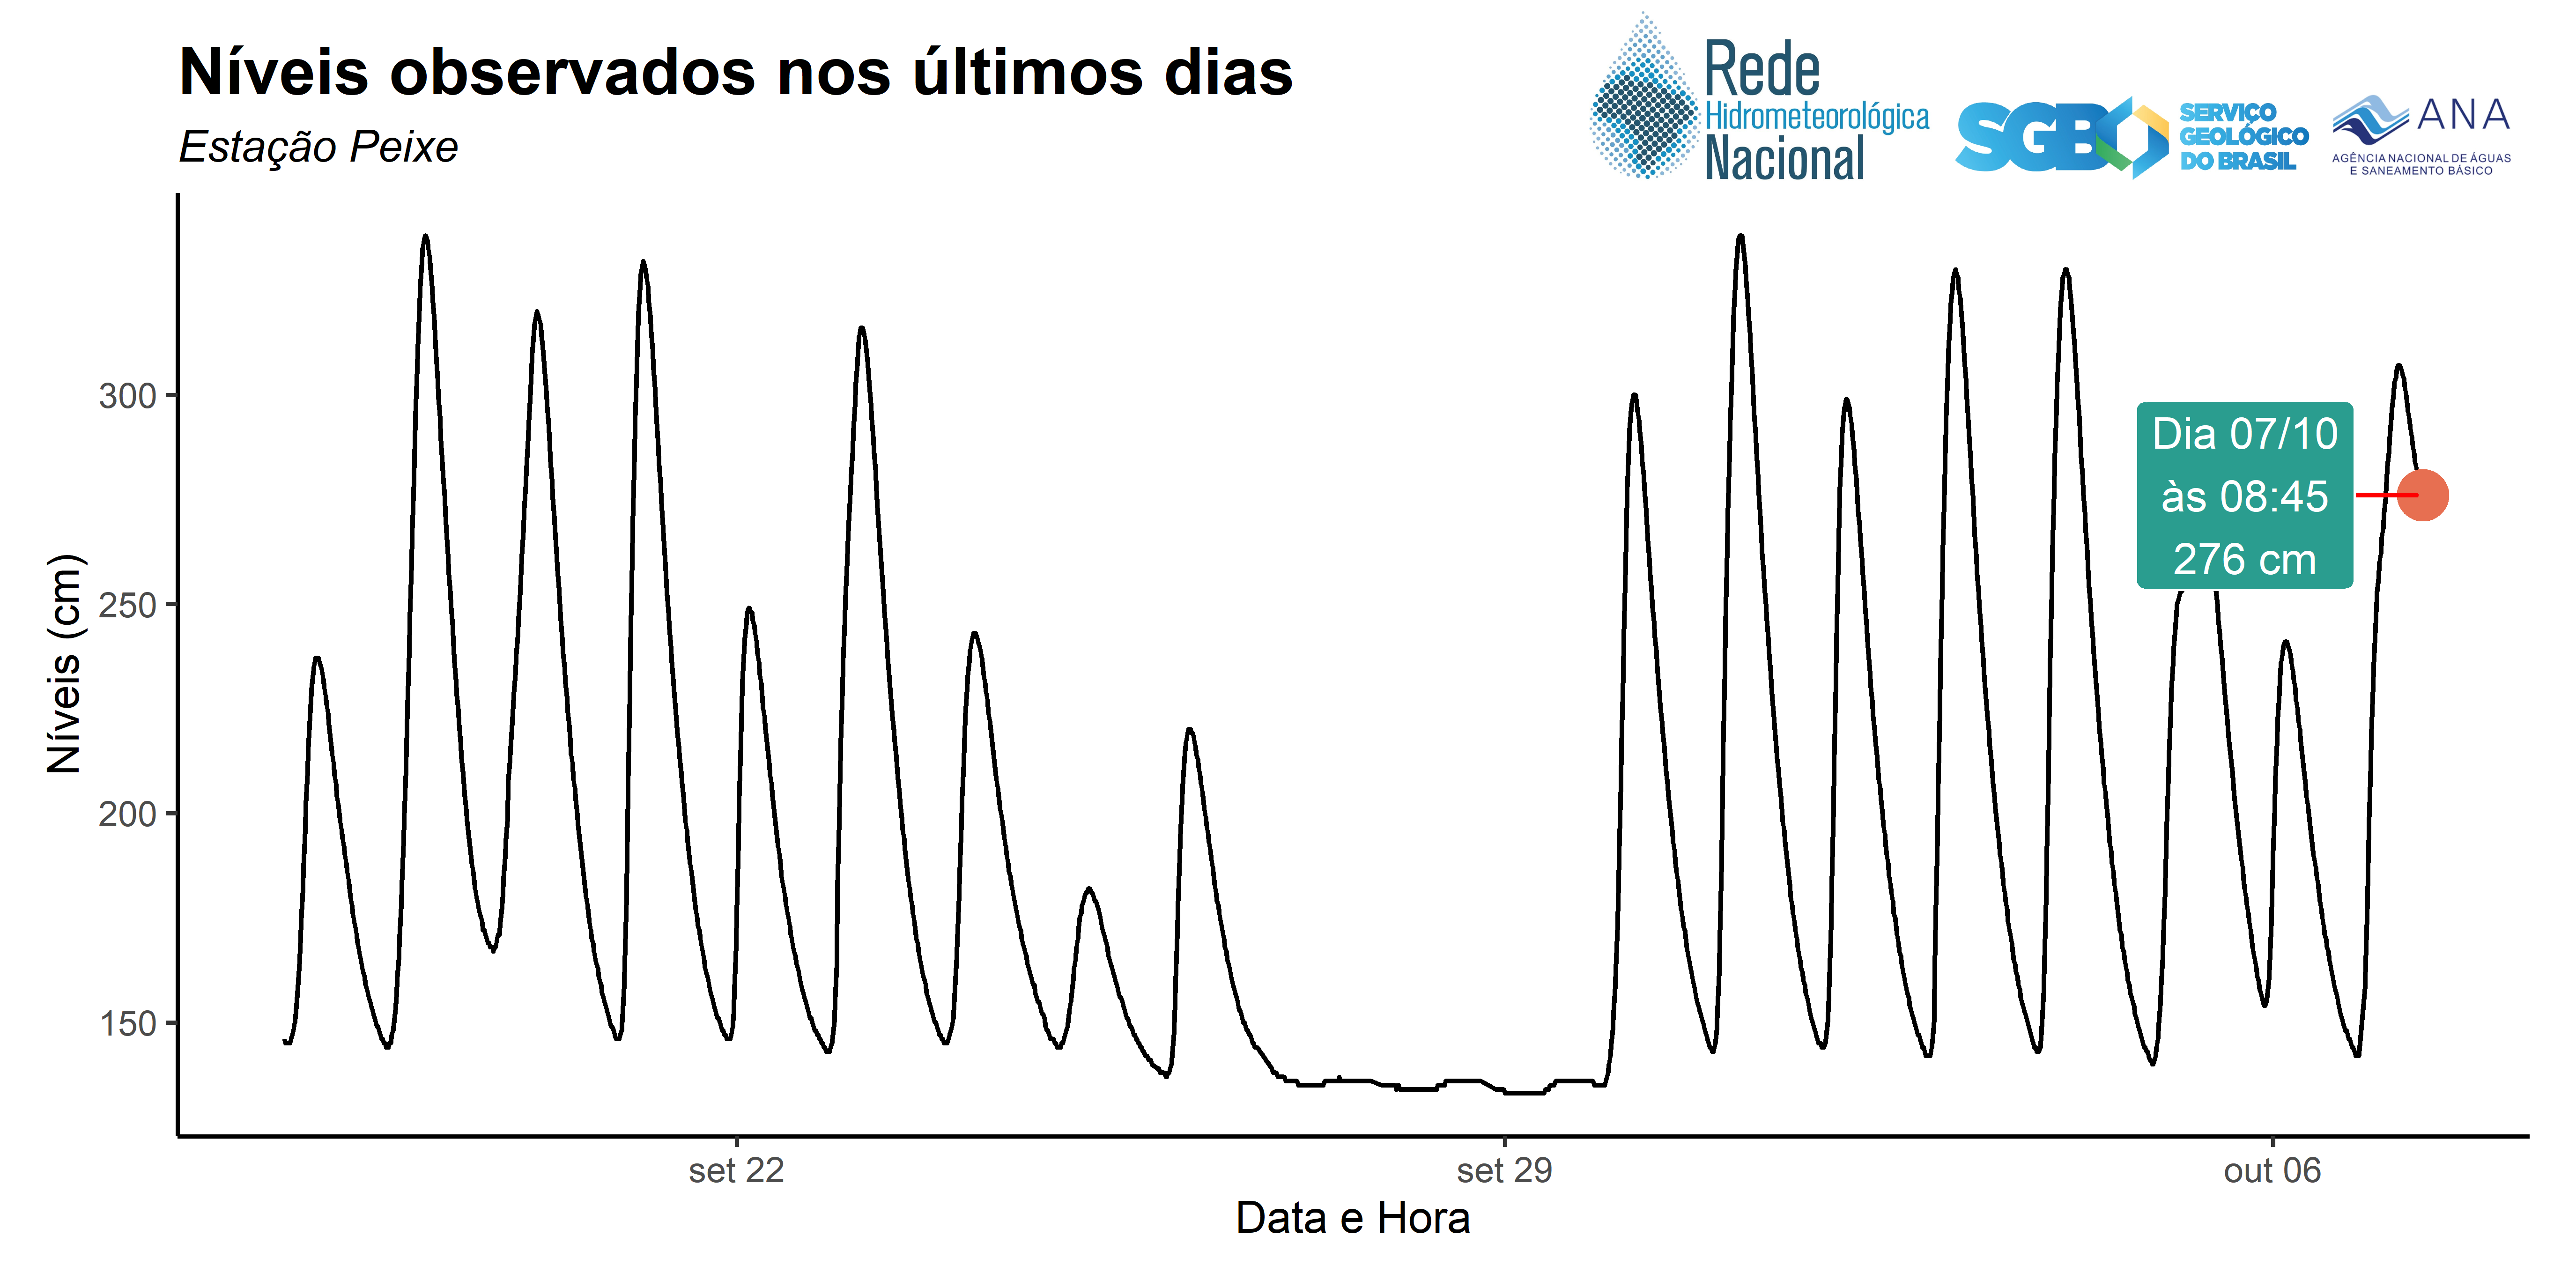 Níveis observados nos últimos dias
Estação Peixe
Rede
Hidrometeorológica
Nacional
SGB
SERVIÇO
GEOLÓGICO
DO BRASIL
ANA
AGÊNCIA NACIONAL DE ÁGUAS
E SANEAMENTO BÁSICO
Níveis (cm)
300
250
200
150
Dia 07/10
às 08:45
276 cm
set 22
set 29
out 06
Data e Hora